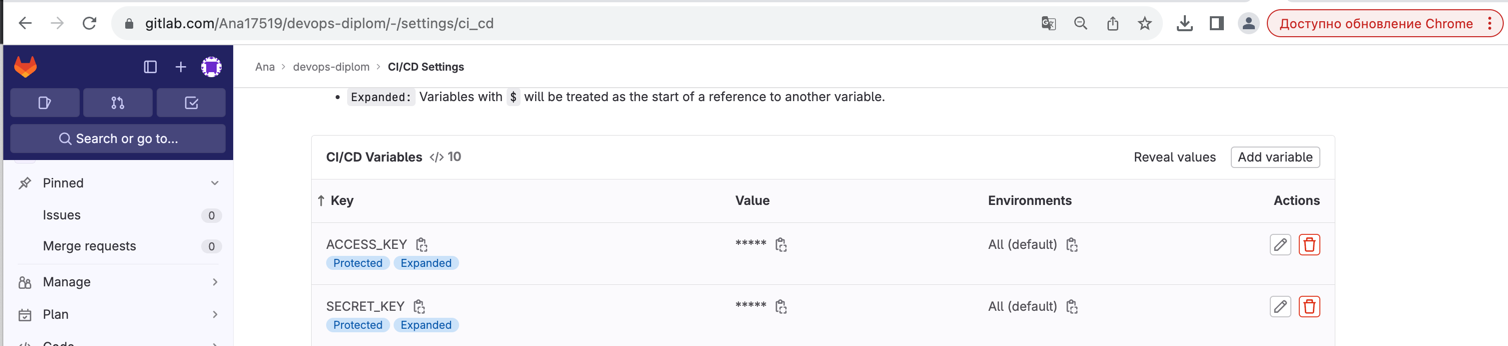 gitlab.com/Ana17519/devops-diplom/-/settings/ci_cd
Доступно обновление Chrome
Search or go to...
Pinned
Issues 0
Merge requests 0
Manage
Plan
Code
Ana > devops-diplom > CI/CD Settings
• Expanded: Variables with $ will be treated as the start of a reference to another variable.
CI/CD Variables </> 10 Reveal values Add variable
↑ Key Value Environments Actions
ACCESS_KEY ***** All (default)
Protected Expanded
SECRET_KEY ***** All (default)
Protected Expanded